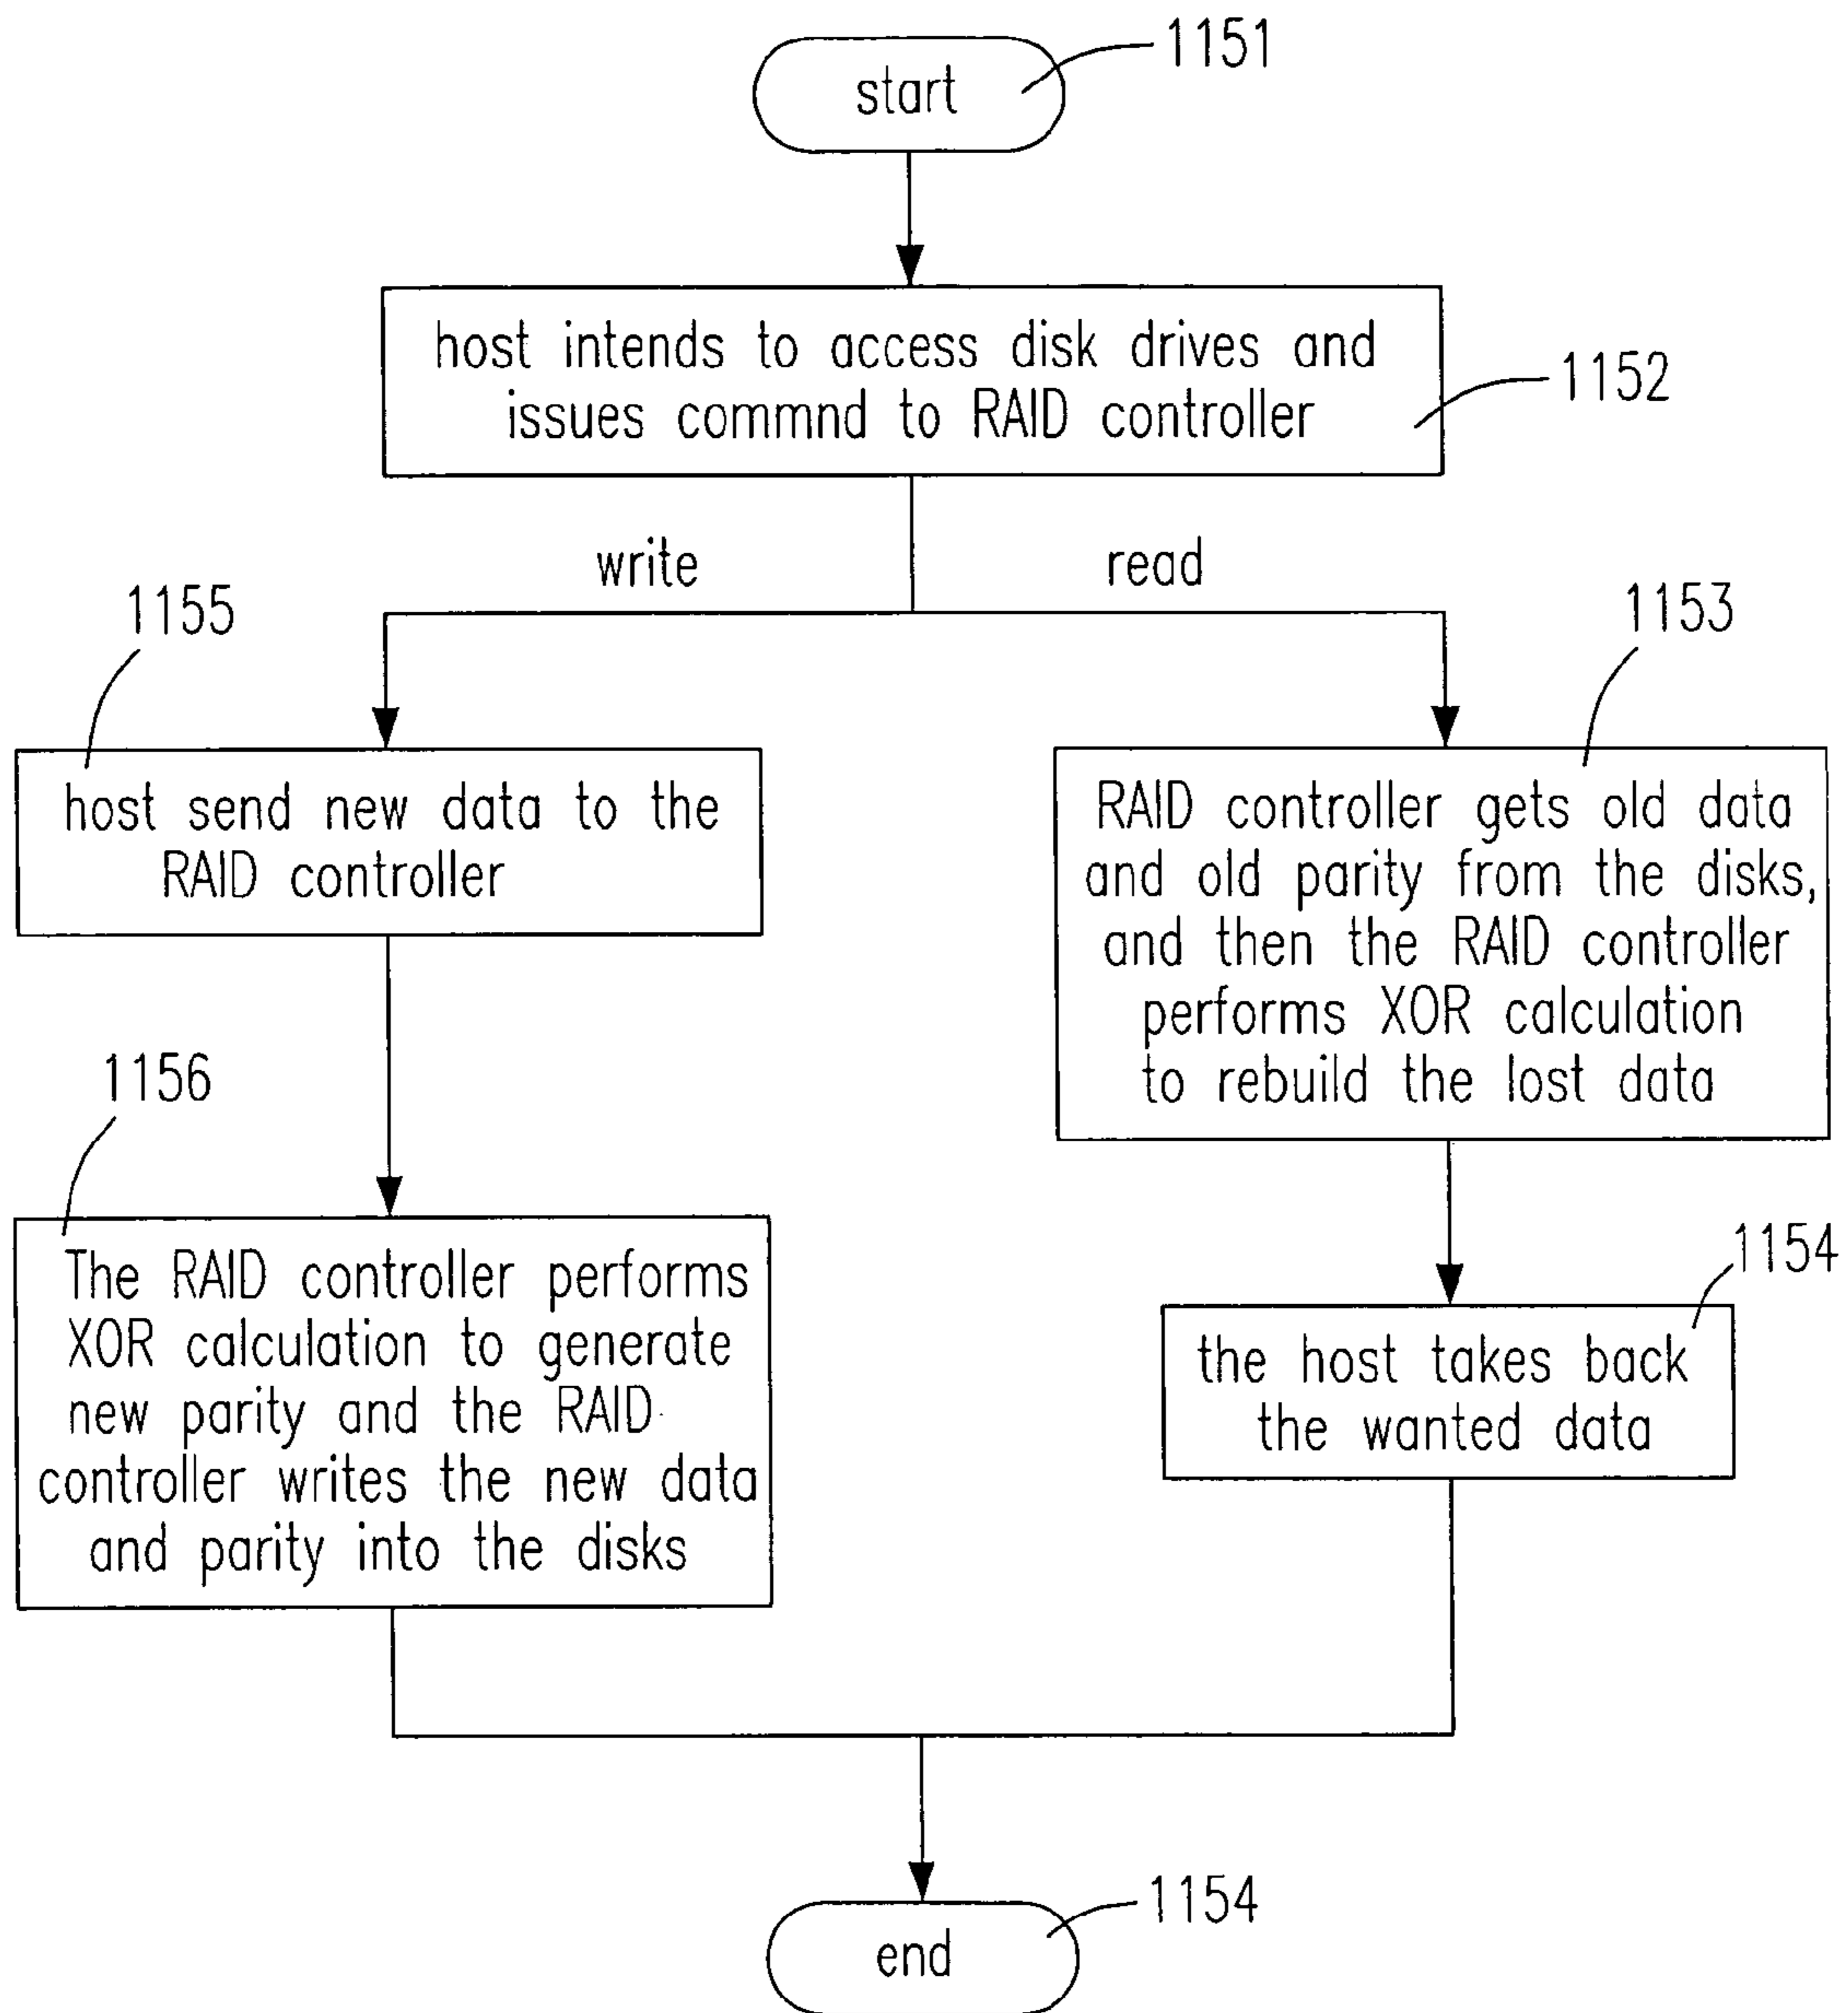 1151
start
host intends to access disk drives and
issues commnd to RAID controller
1152
write
read
1155
1153
host send new data to the
RAID controller
RAID controller gets old data
and old parity from the disks,
and then the RAID controller
performs XOR calculation
to rebuild the lost data
1156
The RAID controller performs
XOR calculation to generate
new parity and the RAID
controller writes the new data
and parity into the disks
1154
the host takes back
the wanted data
1154
end